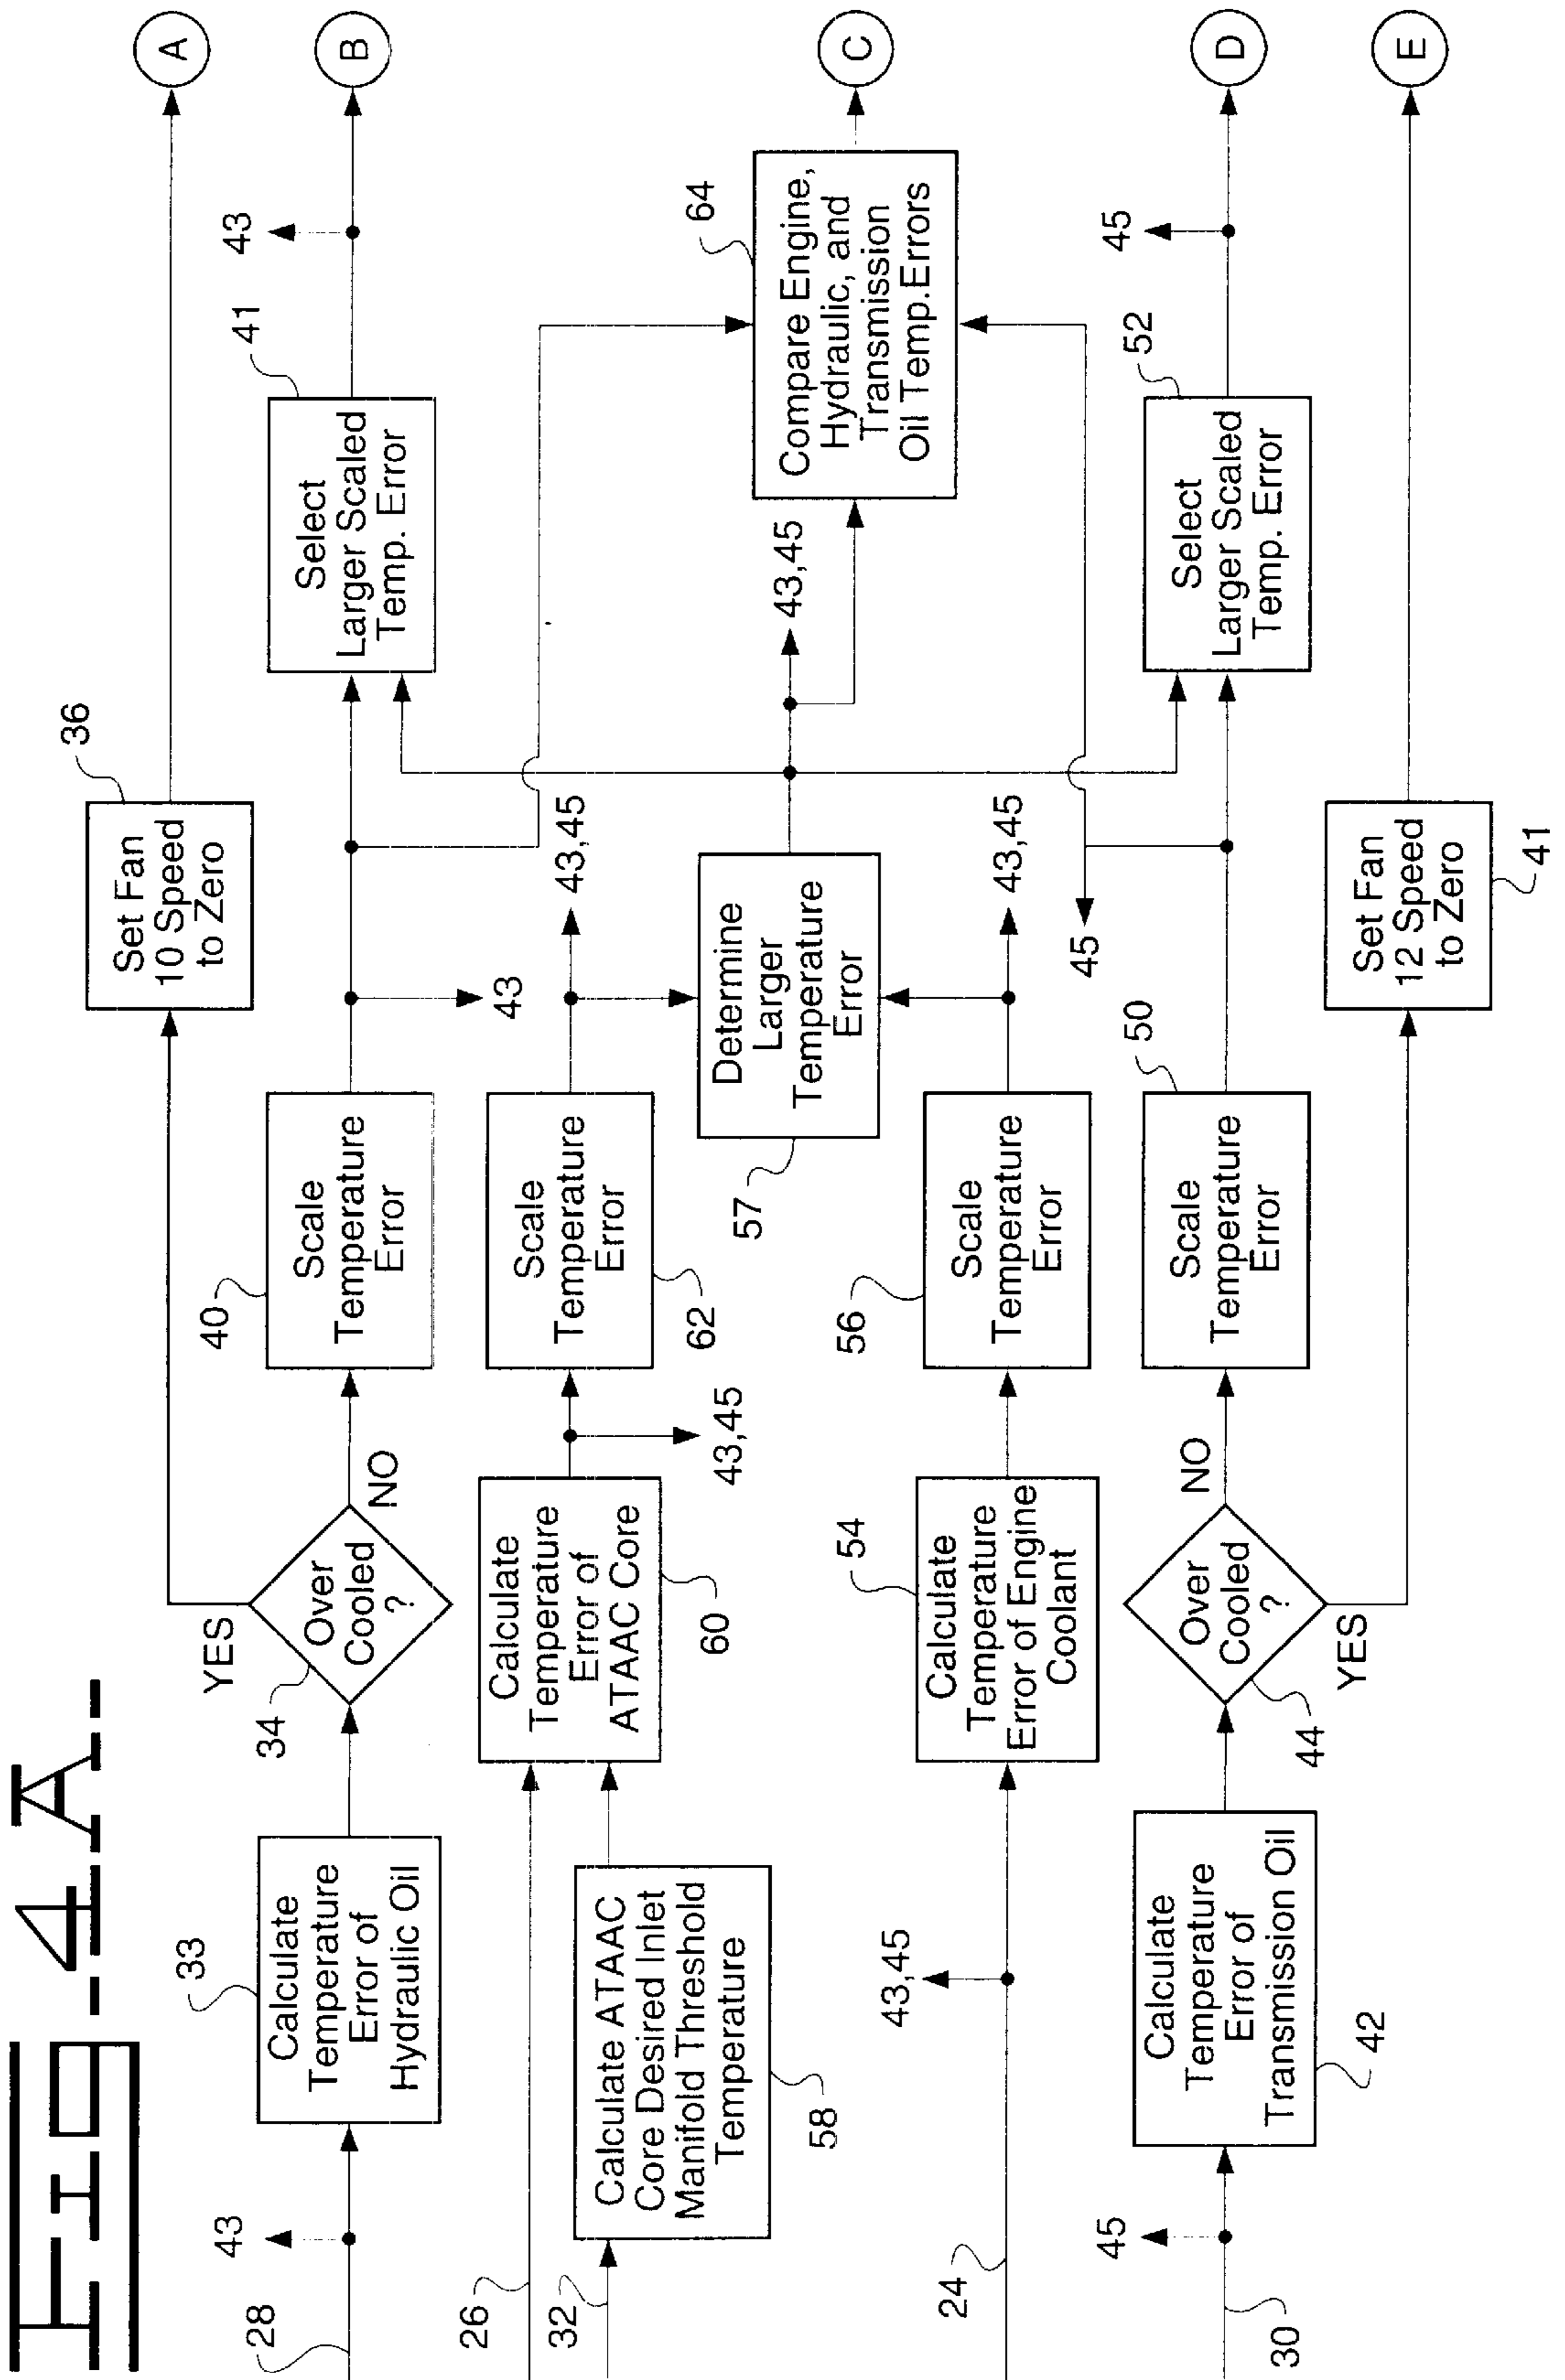 FIG-4A-
28
43
33
Calculate
Temperature
Error of
Hydraulic Oil
34
Over
Cooled
?
YES
NO
36
Set Fan
10 Speed
to Zero
A
40
Scale
Temperature
Error
43
41
Select
Larger Scaled
Temp. Error
43
B
26
32
Calculate ATAAC
Core Desired Inlet
Manifold Threshold
Temperature
58
Calculate
Temperature
Error of
ATAAC Core
60
43,45
Scale
Temperature
Error
62
43,45
Determine
Larger
Temperature
Error
57
43,45
64
Compare Engine,
Hydraulic, and
Transmission
Oil Temp.Errors
C
24
43,45
54
Calculate
Temperature
Error of Engine
Coolant
56
Scale
Temperature
Error
43,45
45
30
45
Calculate
Temperature
Error of
Transmission Oil
42
44
Over
Cooled
?
NO
YES
50
Scale
Temperature
Error
52
Select
Larger Scaled
Temp. Error
45
D
Set Fan
12 Speed
to Zero
41
E